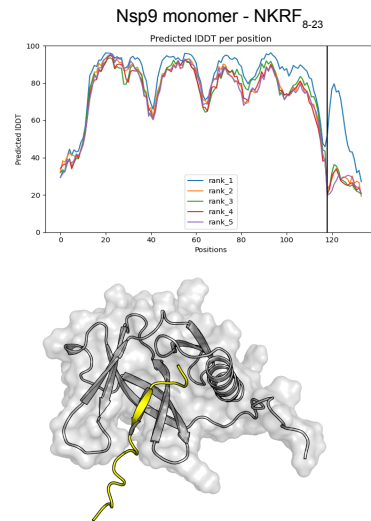 Nsp9 monomer - NKRF8-23
Predicted lDDT per position
Predicted lDDT
100
80
60
40
20
0
rank_1
rank_2
rank_3
rank_4
rank_5
0 20 40 60 80 100 120
Positions